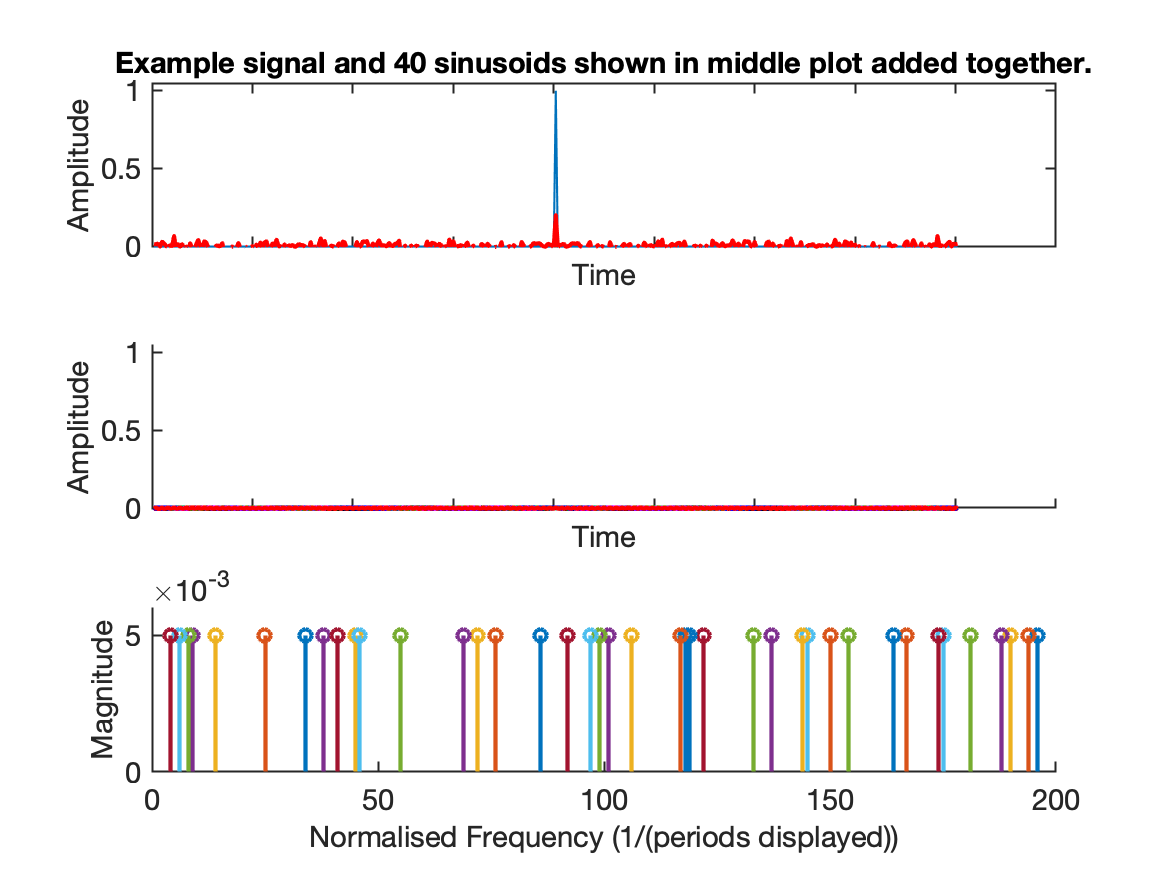 Example signal and 40 sinusoids shown in middle plot added together.
1
0.5
0
Amplitude
Time
1
0.5
0
Amplitude
Time
×10-3
5
0
Magnitude
0 50 100 150 200
Normalised Frequency (1/(periods displayed))